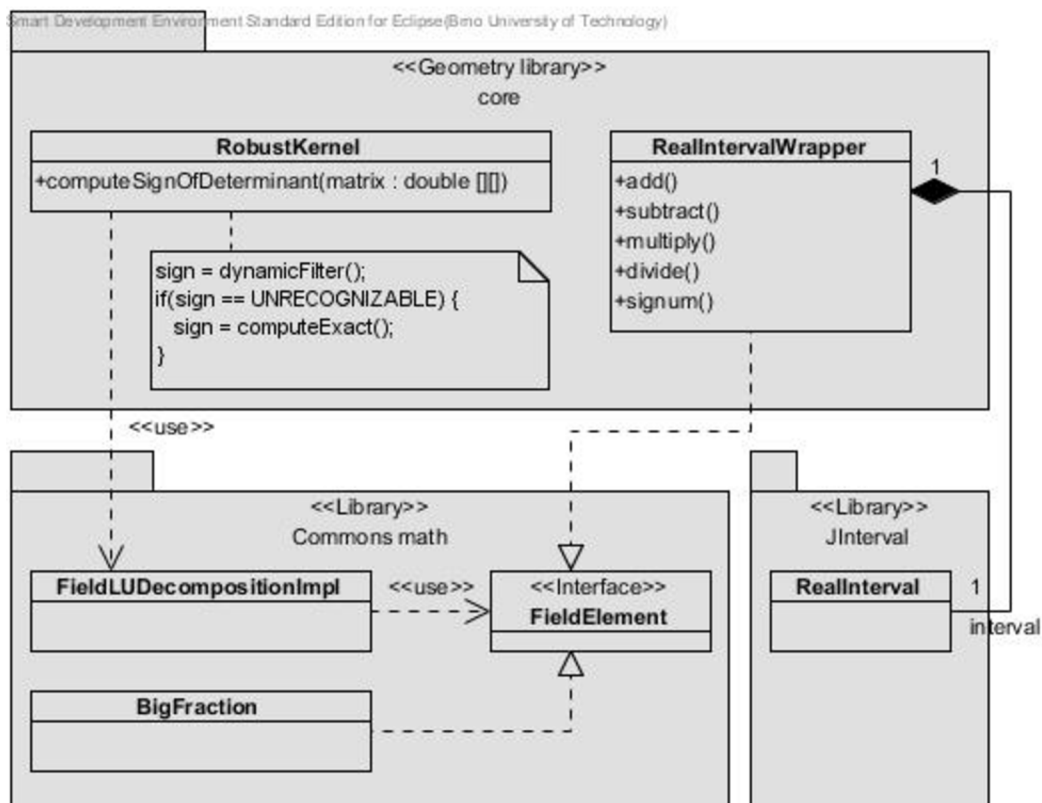 Smart Development Environment Standard Edition for Eclipse(Brno University of Technology)
<<Geometry library>>
core
RobustKernel
+computeSignOfDeterminant(matrix : double [][])
sign = dynamicFilter();
if(sign == UNRECOGNIZABLE) {
sign = computeExact();
}
RealIntervalWrapper
+add()
+subtract()
+multiply()
+divide()
+signum()
1
<<use>>
<<Library>>
Commons math
FieldLUDecompositionImpl
<<use>>
<<Interface>>
FieldElement
BigFraction
<<Library>>
JInterval
RealInterval
1
interval